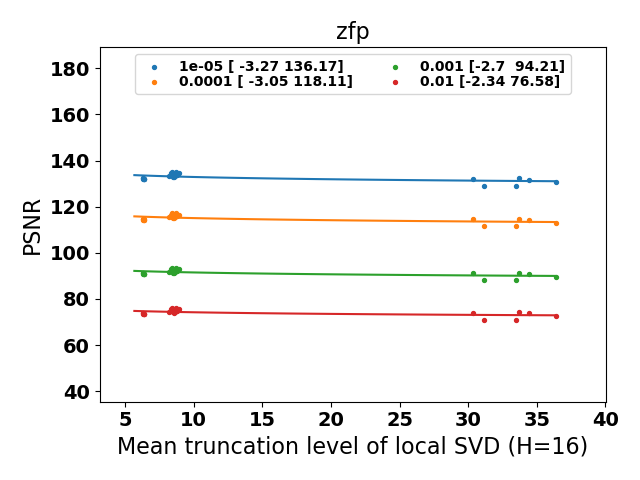 zfp
1e-05 [ -3.27 136.17]
0.0001 [ -3.05 118.11]
0.001 [-2.7  94.21]
0.01 [-2.34 76.58]
PSNR
180
160
140
120
100
80
60
40
5 10 15 20 25 30 35 40
Mean truncation level of local SVD (H=16)